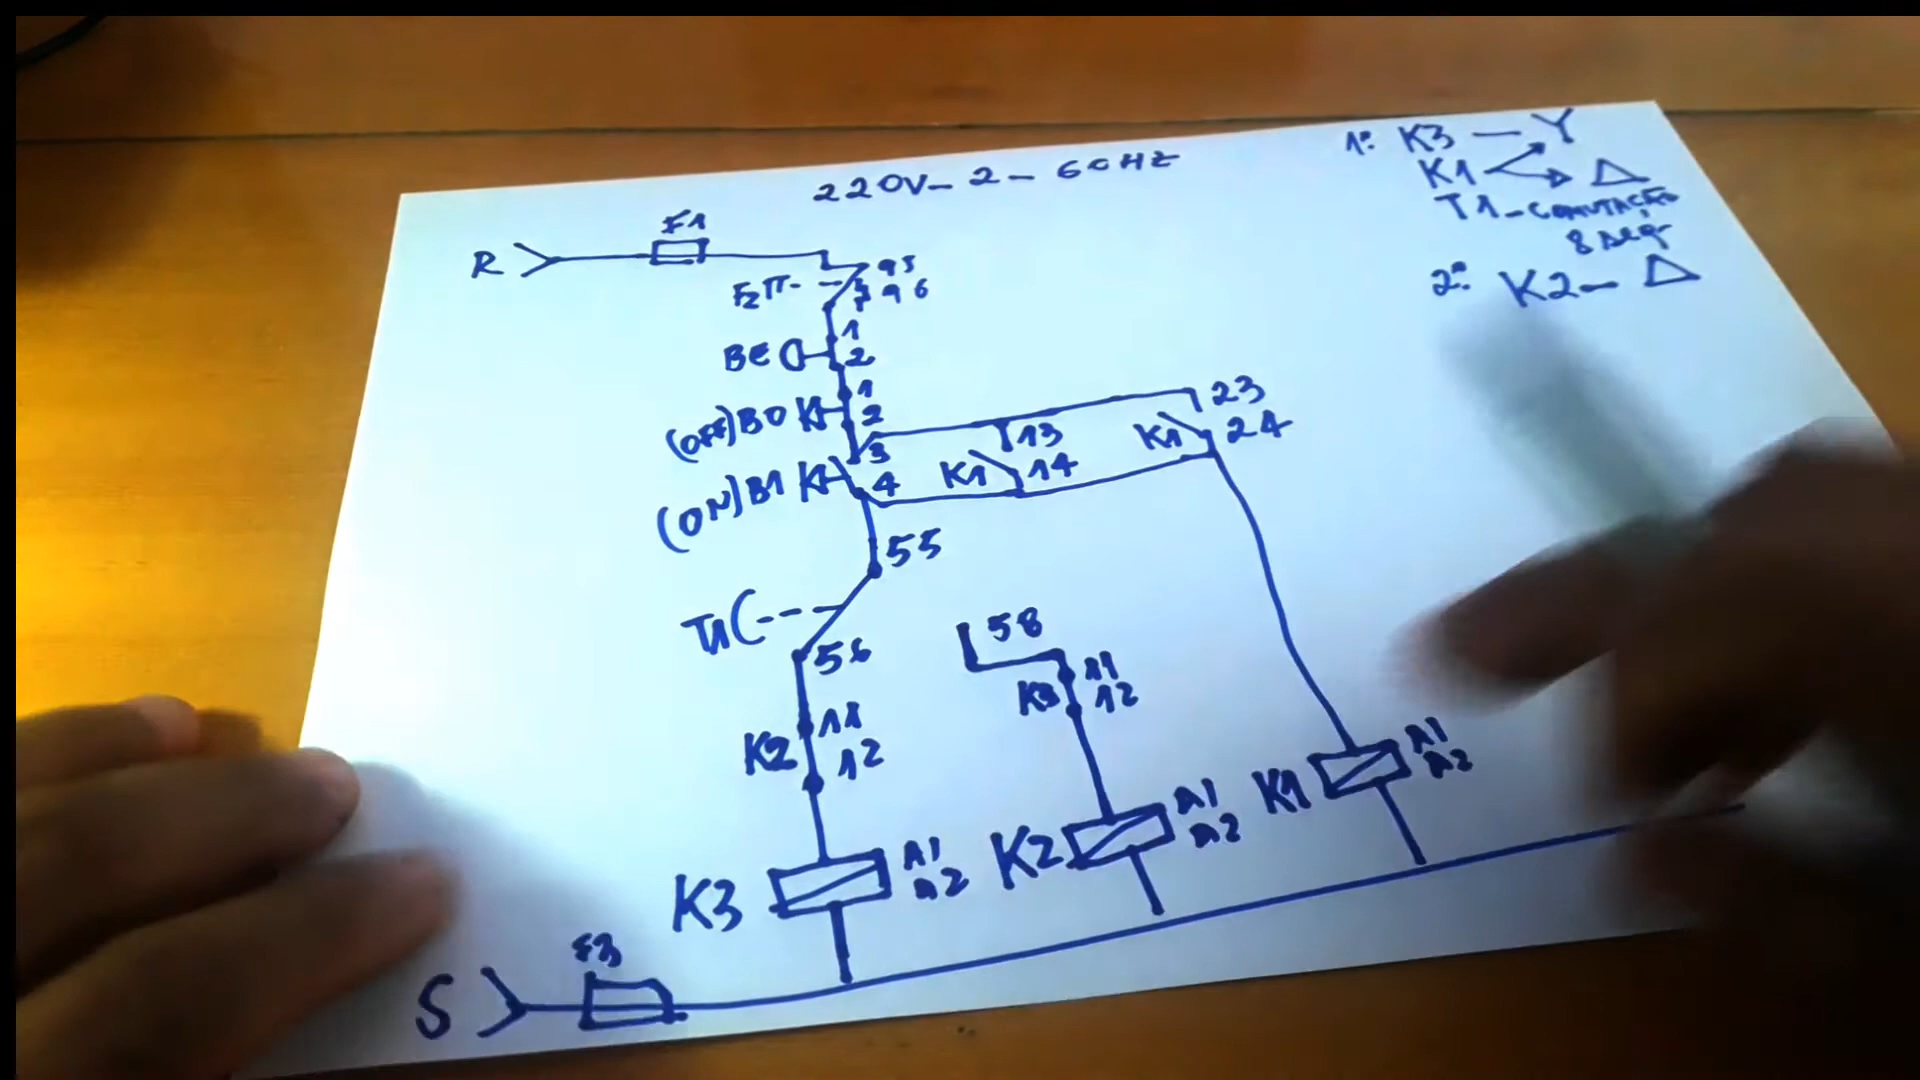 220V-2-60HZ
1º. K3 - Y
K1 Δ
T1-COMUTAÇÃO
8 seg
2º. K2- Δ
R
F1
F2
95
96
BE
1
2
(OFF)B0
1
2
(ON)B1
3
4
K1
13
14
K1
23
24
55
T1
56
58
K2
11
12
K3
11
12
K3
A1
A2
K2
A1
A2
K1
A1
A2
S
F3